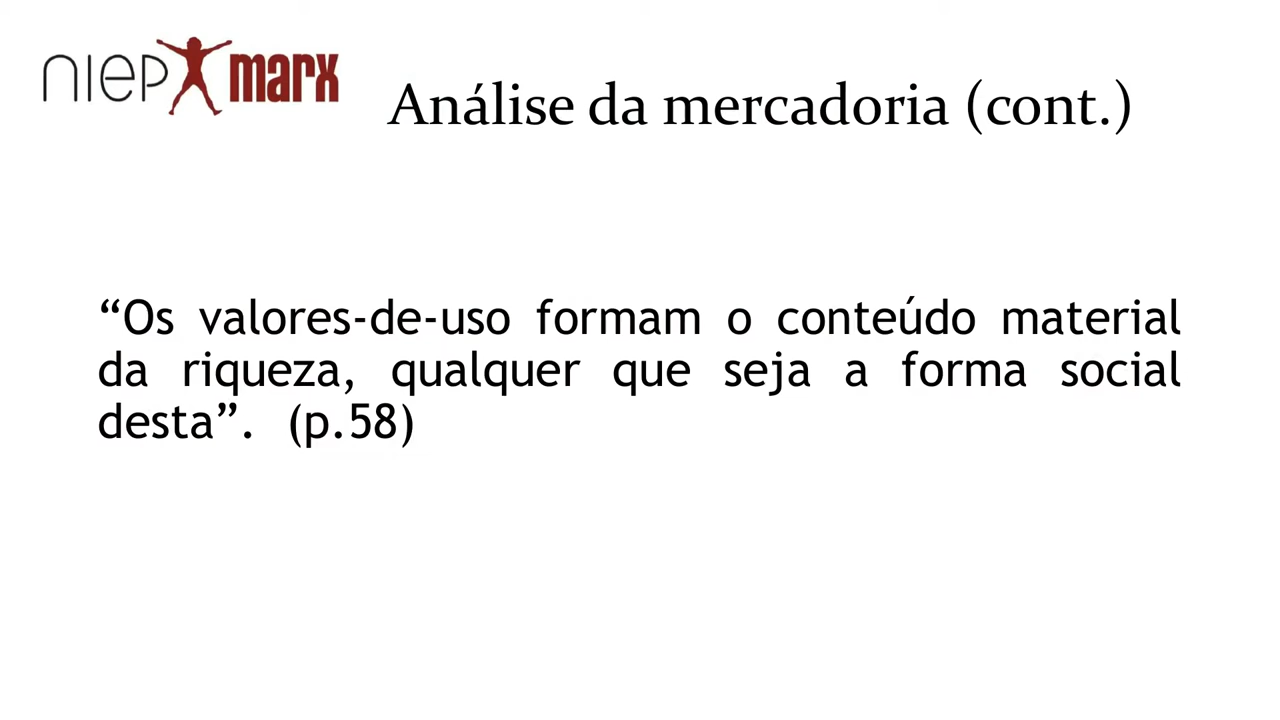 NIEP marx
Análise da mercadoria (cont.)
“Os valores-de-uso formam o conteúdo material
da riqueza, qualquer que seja a forma social
desta”. (p.58)